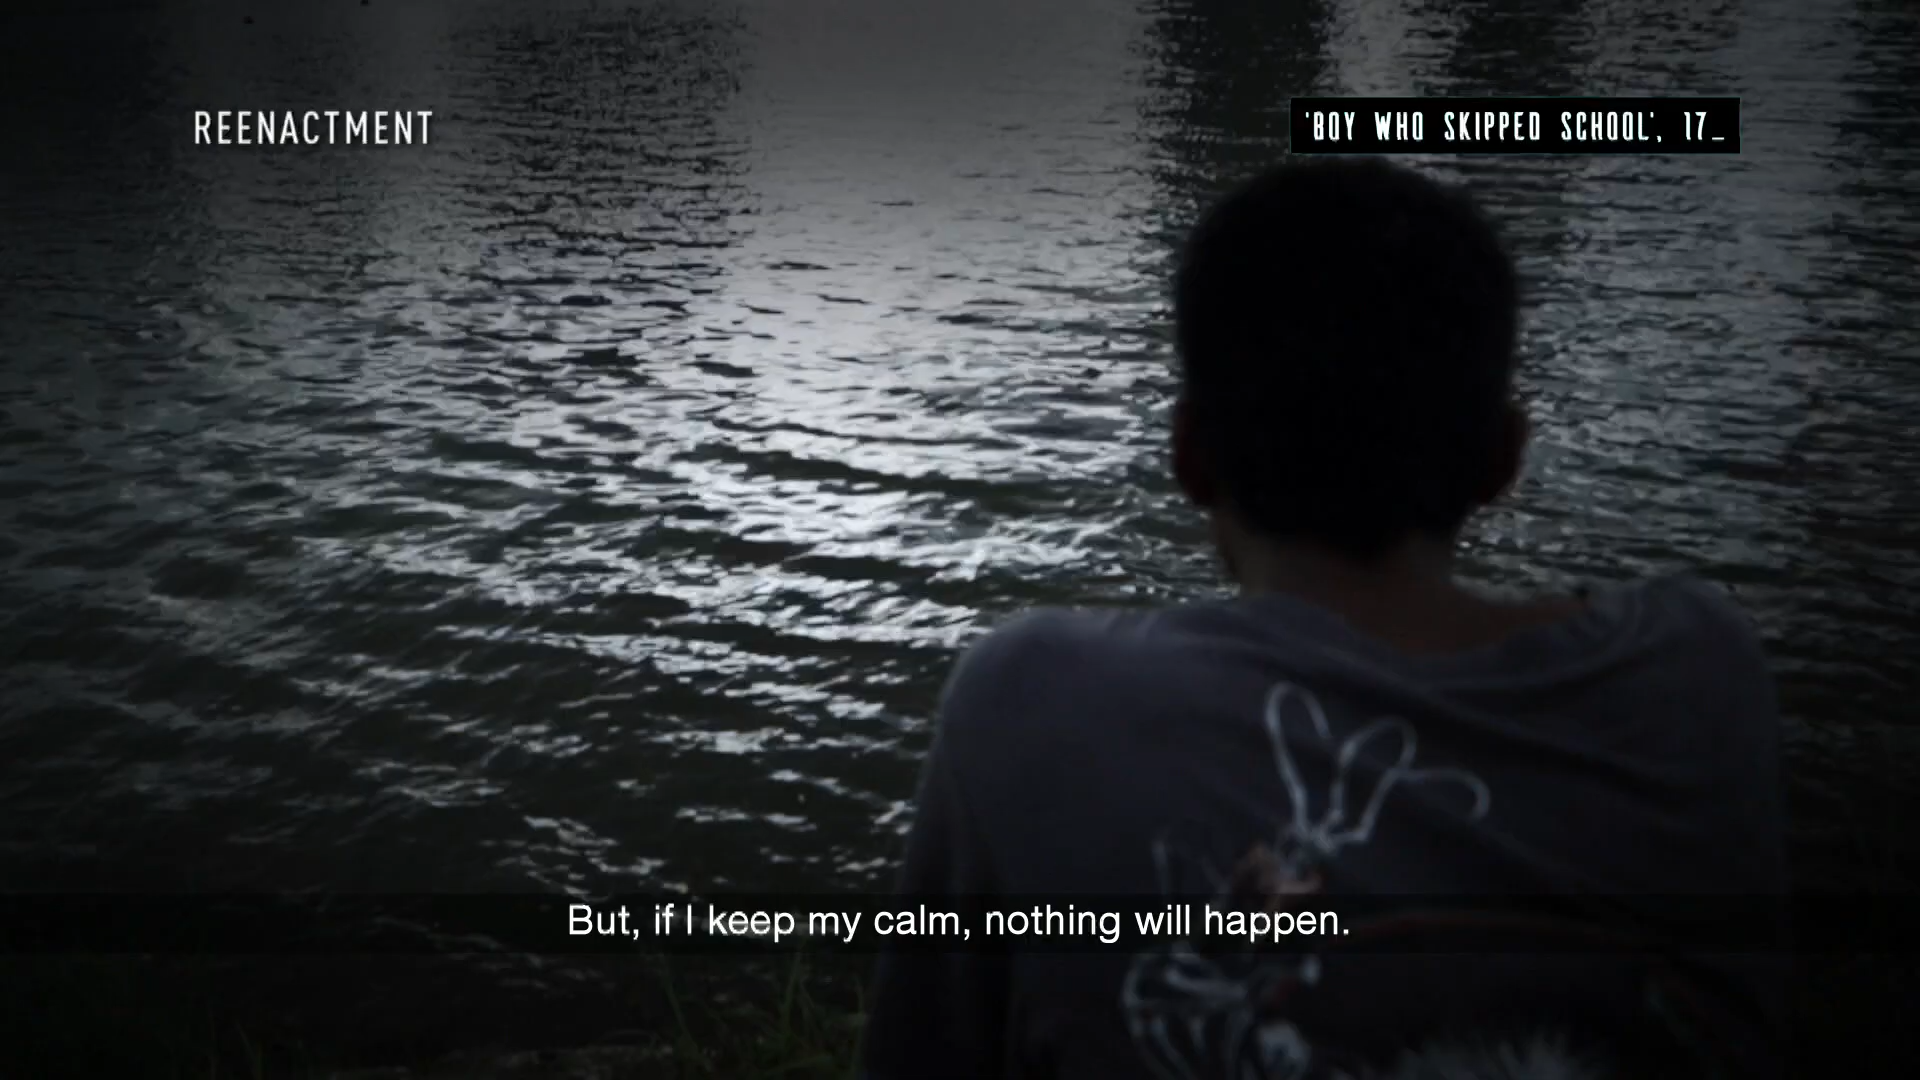 REENACTMENT
'BOY WHO SKIPPED SCHOOL', 17_
But, if I keep my calm, nothing will happen.